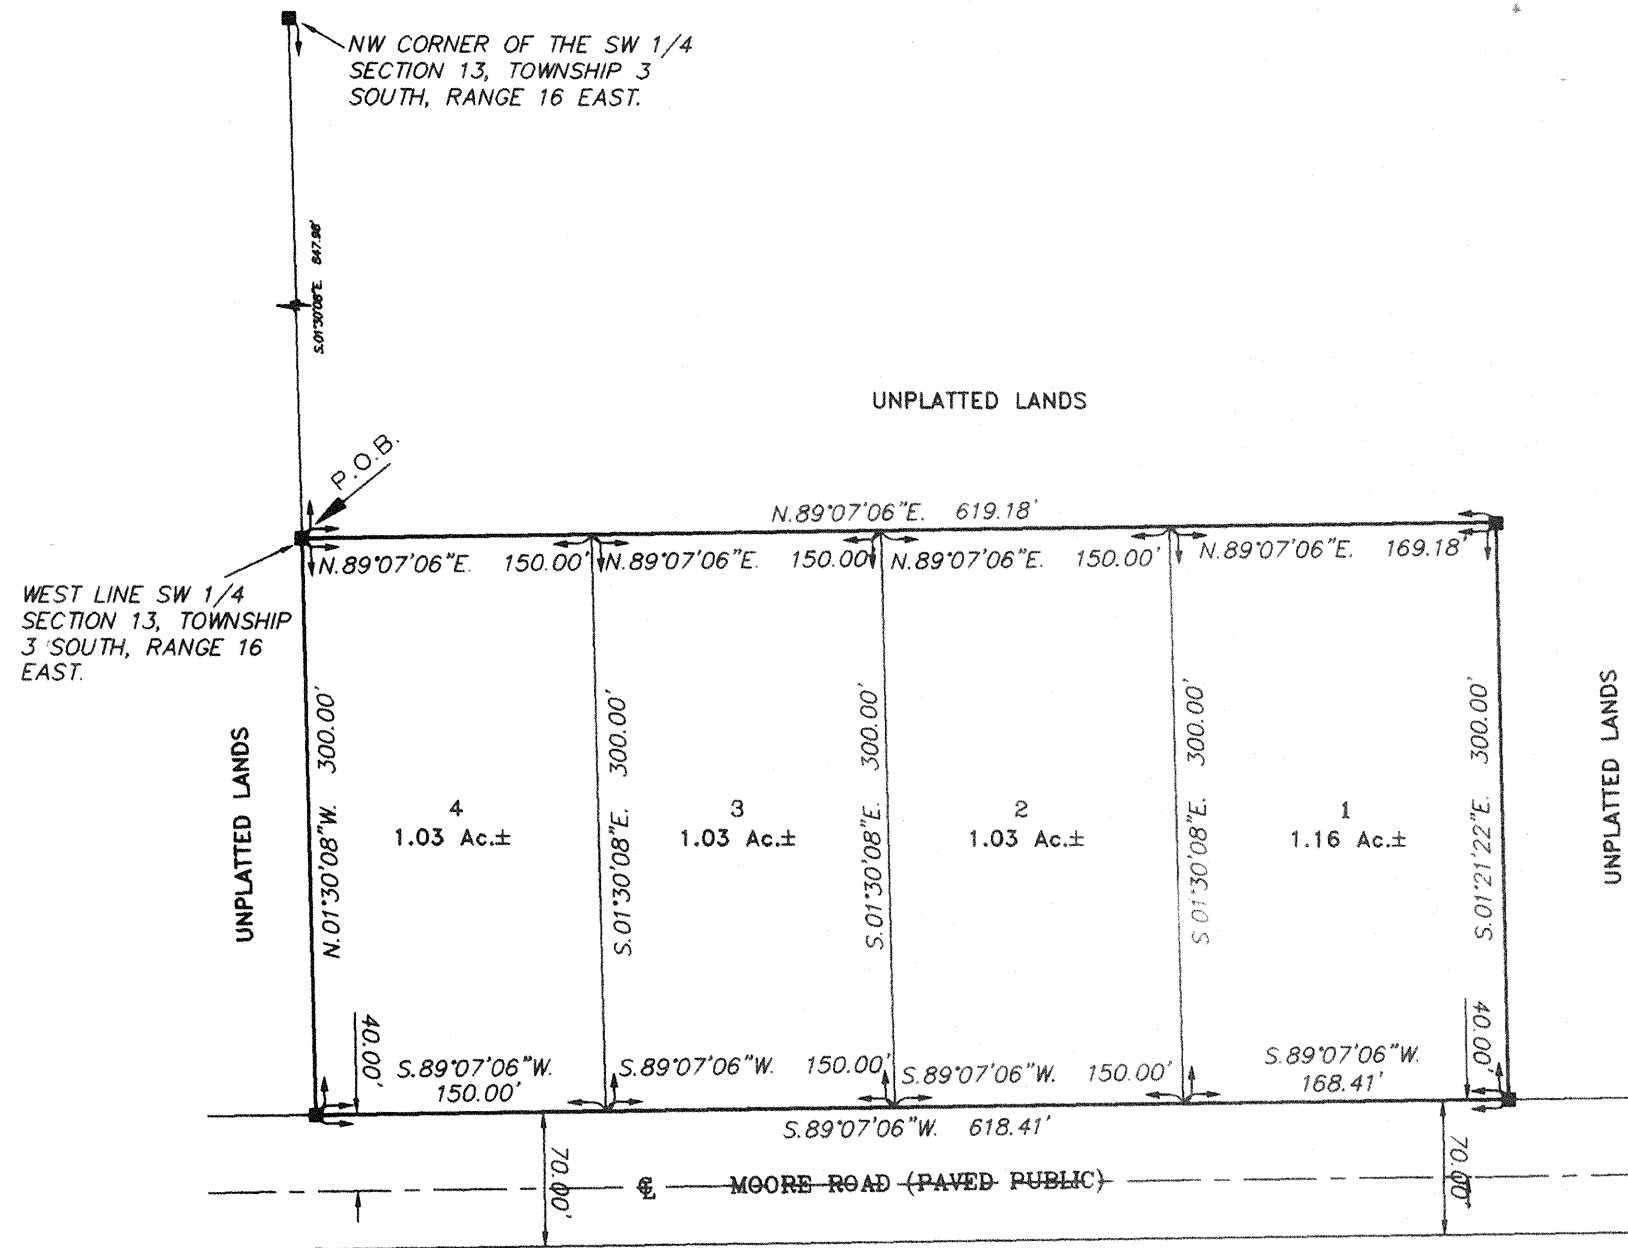 NW CORNER OF THE SW 1/4
SECTION 13, TOWNSHIP 3
SOUTH, RANGE 16 EAST.
S.01°30'08"E. 847.98'
UNPLATTED LANDS
P.O.B.
N.89°07'06"E. 619.18'
N.89°07'06"E. 150.00'
N.89°07'06"E. 150.00'
N.89°07'06"E. 150.00'
N.89°07'06"E. 169.18'
WEST LINE SW 1/4
SECTION 13, TOWNSHIP
3 SOUTH, RANGE 16
EAST.
UNPLATTED LANDS
N.01°30'08"W. 300.00'
4
1.03 Ac.±
S.01°30'08"E. 300.00'
3
1.03 Ac.±
S.01°30'08"E. 300.00'
2
1.03 Ac.±
S.01°30'08"E. 300.00'
1
1.16 Ac.±
S.01°21'22"E. 300.00'
UNPLATTED LANDS
40.00'
S.89°07'06"W.
150.00'
S.89°07'06"W. 150.00'
S.89°07'06"W. 150.00'
S.89°07'06"W.
168.41'
40.00'
S.89°07'06"W. 618.41'
70.00'
℄ MOORE ROAD (PAVED PUBLIC)
70.00'